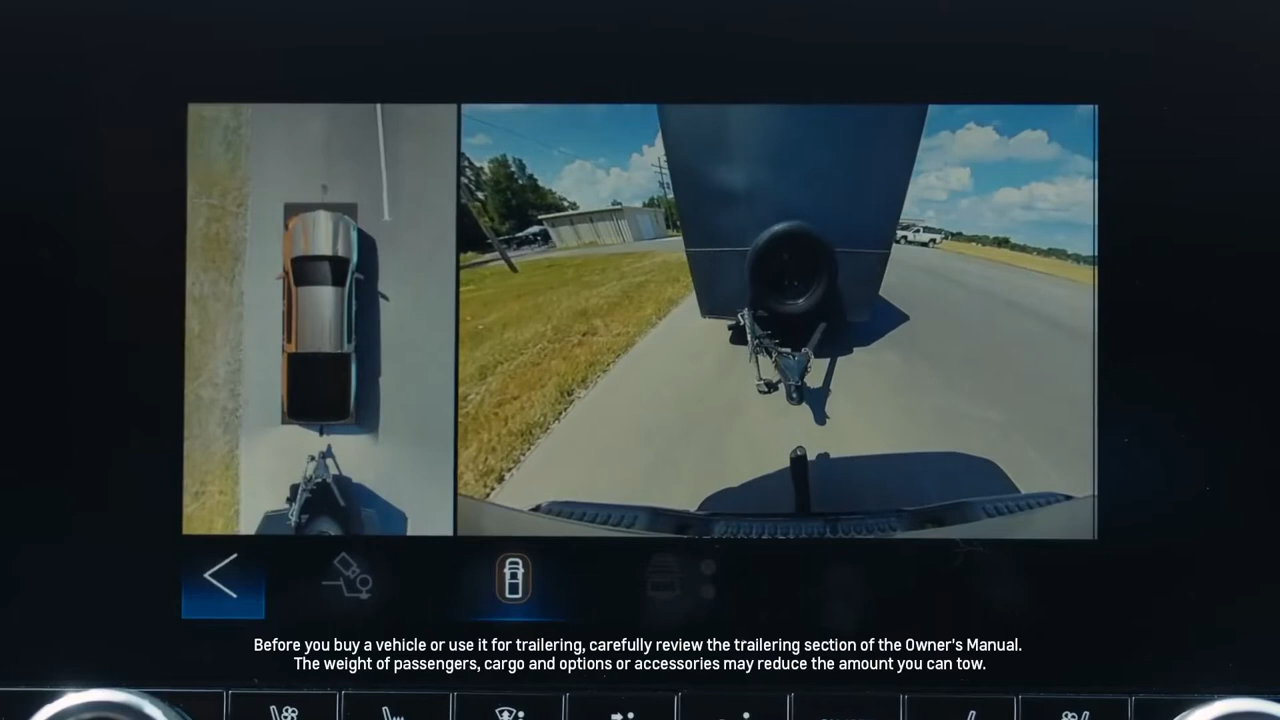 Before you buy a vehicle or use it for trailering, carefully review the trailering section of the Owner's Manual.
The weight of passengers, cargo and options or accessories may reduce the amount you can tow.